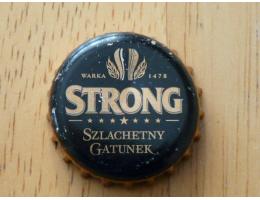 WARKA 1478
STRONG
SZLACHETNY
GATUNEK